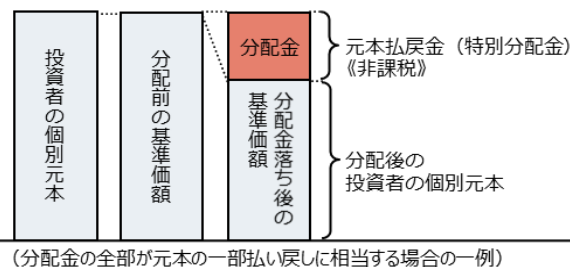 投資者の個別元本
分配前の基準価額
分配金
分配金落ち後の
基準価額
元本払戻金（特別分配金）
《非課税》
分配後の
投資者の個別元本
（分配金の全部が元本の一部払い戻しに相当する場合の一例）